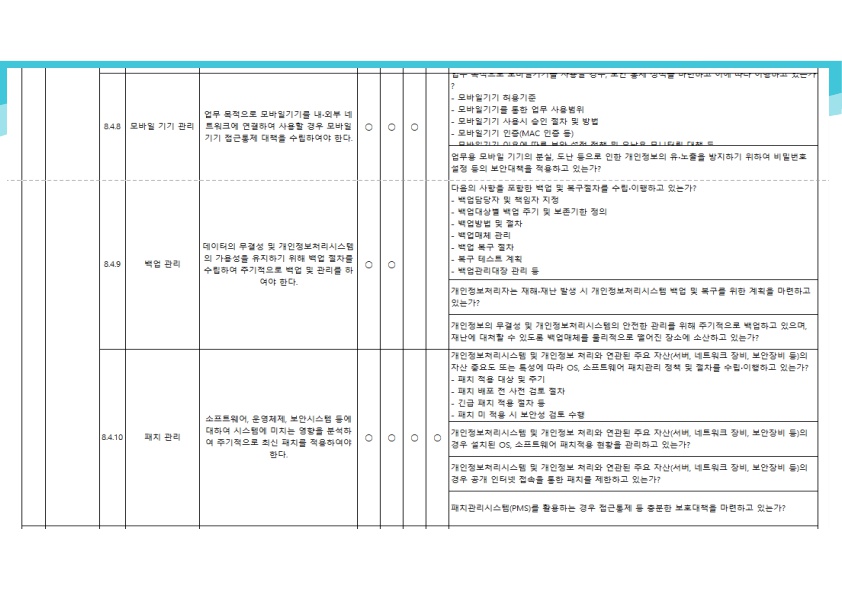 업무 목적으로 모바일기기를 사용할 경우, 보안 통제 정책을 마련하고 이에 따라 이행하고 있는가
?
- 모바일기기 허용기준
- 모바일기기를 통한 업무 사용범위
- 모바일기기 사용시 승인 절차 및 방법
- 모바일기기 인증(MAC 인증 등)
- 모바일기기 이용에 따른 보안 설정 정책 및 오남용 모니터링 대책 등
8.4.8
모바일 기기 관리
업무 목적으로 모바일기기를 내·외부 네
트워크에 연결하여 사용할 경우 모바일
기기 접근통제 대책을 수립하여야 한다.
○ ○ ○
업무용 모바일 기기의 분실, 도난 등으로 인한 개인정보의 유·노출을 방지하기 위하여 비밀번호
설정 등의 보안대책을 적용하고 있는가?
8.4.9
백업 관리
데이터의 무결성 및 개인정보처리시스템
의 가용성을 유지하기 위해 백업 절차를
수립하여 주기적으로 백업 및 관리를 하
여야 한다.
○ ○
다음의 사항을 포함한 백업 및 복구절차를 수립·이행하고 있는가?
- 백업담당자 및 책임자 지정
- 백업대상별 백업 주기 및 보존기한 정의
- 백업방법 및 절차
- 백업매체 관리
- 백업 복구 절차
- 복구 테스트 계획
- 백업관리대장 관리 등
개인정보처리자는 재해·재난 발생 시 개인정보처리시스템 백업 및 복구를 위한 계획을 마련하고
있는가?
개인정보의 무결성 및 개인정보처리시스템의 안전한 관리를 위해 주기적으로 백업하고 있으며,
재난에 대처할 수 있도록 백업매체를 물리적으로 떨어진 장소에 소산하고 있는가?
8.4.10
패치 관리
소프트웨어, 운영체제, 보안시스템 등에
대하여 시스템에 미치는 영향을 분석하
여 주기적으로 최신 패치를 적용하여야
한다.
○ ○ ○ ○
개인정보처리시스템 및 개인정보 처리와 연관된 주요 자산(서버, 네트워크 장비, 보안장비 등)의
자산 중요도 또는 특성에 따라 OS, 소프트웨어 패치관리 정책 및 절차를 수립·이행하고 있는가?
- 패치 적용 대상 및 주기
- 패치 배포 전 사전 검토 절차
- 긴급 패치 적용 절차 등
- 패치 미 적용 시 보안성 검토 수행
개인정보처리시스템 및 개인정보 처리와 연관된 주요 자산(서버, 네트워크 장비, 보안장비 등)의
경우 설치된 OS, 소프트웨어 패치적용 현황을 관리하고 있는가?
개인정보처리시스템 및 개인정보 처리와 연관된 주요 자산(서버, 네트워크 장비, 보안장비 등)의
경우 공개 인터넷 접속을 통한 패치를 제한하고 있는가?
패치관리시스템(PMS)를 활용하는 경우 접근통제 등 충분한 보호대책을 마련하고 있는가?